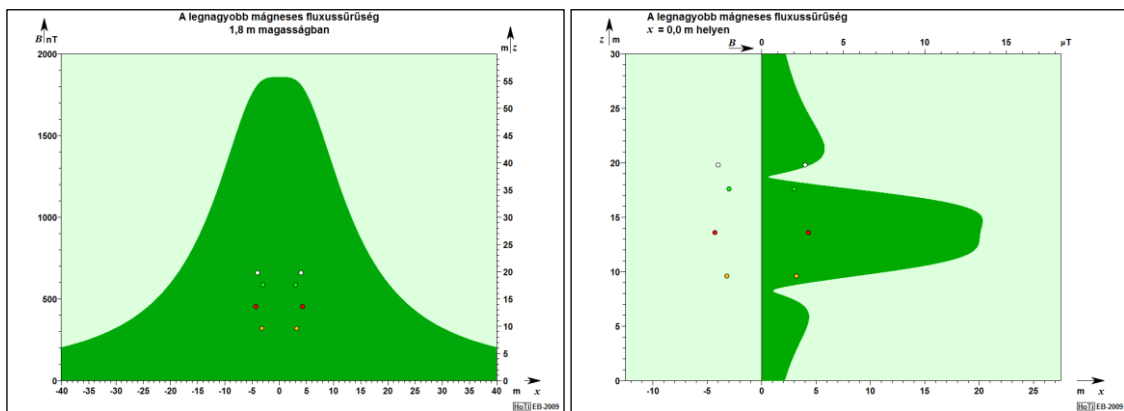 A legnagyobb mágneses fluxussűrűség
1,8 m magasságban
B nT
m z
2000
1500
1000
500
0
55
50
45
40
35
30
25
20
15
10
5
0
-40 -35 -30 -25 -20 -15 -10 -5 0 5 10 15 20 25 30 35 40 m x
HoTi EB-2009
A legnagyobb mágneses fluxussűrűség
x = 0,0 m helyen
z m
B 0 5 10 15 µT
30
25
20
15
10
5
0
-10 -5 0 5 10 15 20 25 m x
HoTi EB-2009